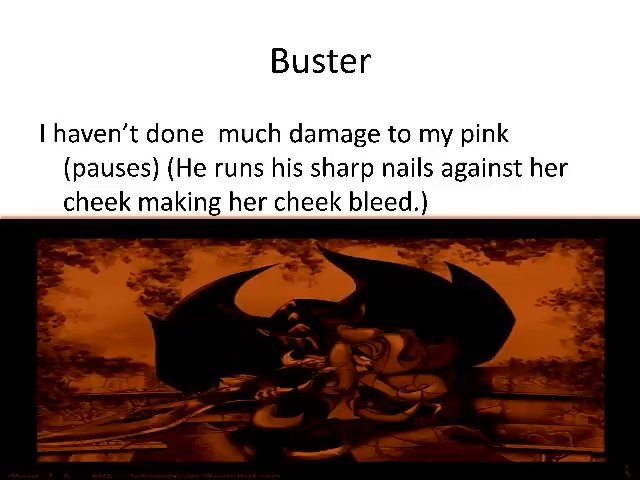 Buster
I haven’t done  much damage to my pink
(pauses) (He runs his sharp nails against her
cheek making her cheek bleed.)